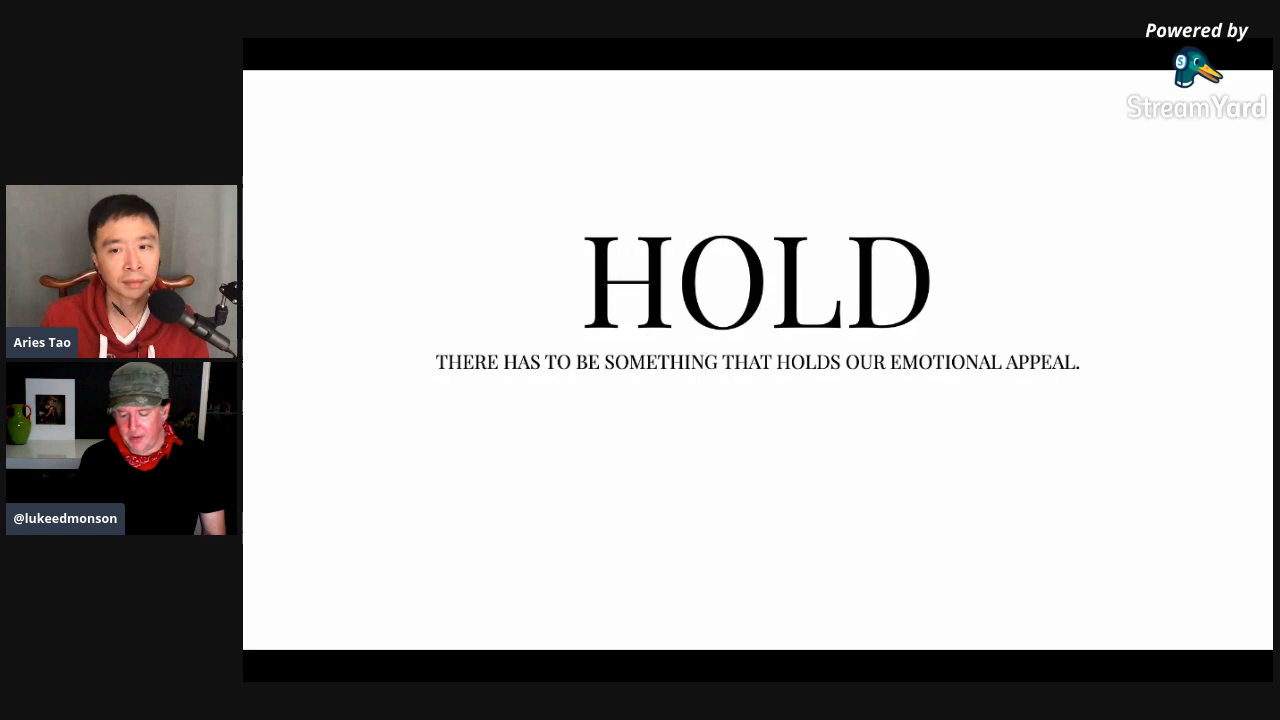 Powered by
S
StreamYard
HOLD
THERE HAS TO BE SOMETHING THAT HOLDS OUR EMOTIONAL APPEAL.
Aries Tao
@lukeedmonson